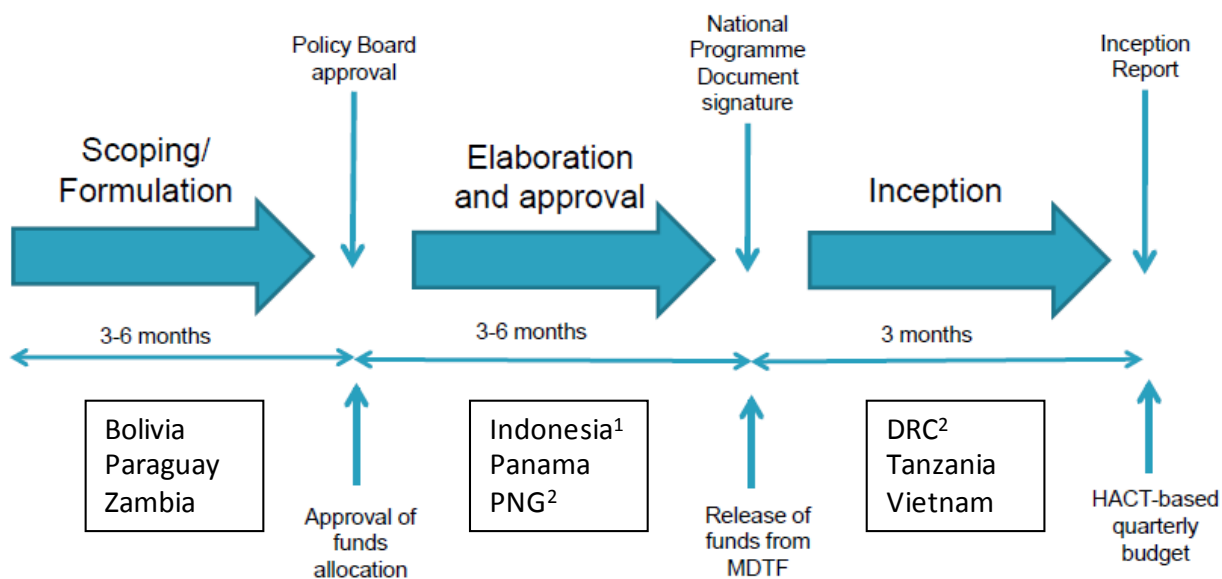 Policy Board
approval
National
Programme
Document
signature
Inception
Report
Scoping/
Formulation
Elaboration
and approval
Inception
3-6 months
3-6 months
3 months
Bolivia
Paraguay
Zambia
Indonesia¹
Panama
PNG²
DRC²
Tanzania
Vietnam
Approval of
funds
allocation
Release of
funds from
MDTF
HACT-based
quarterly
budget